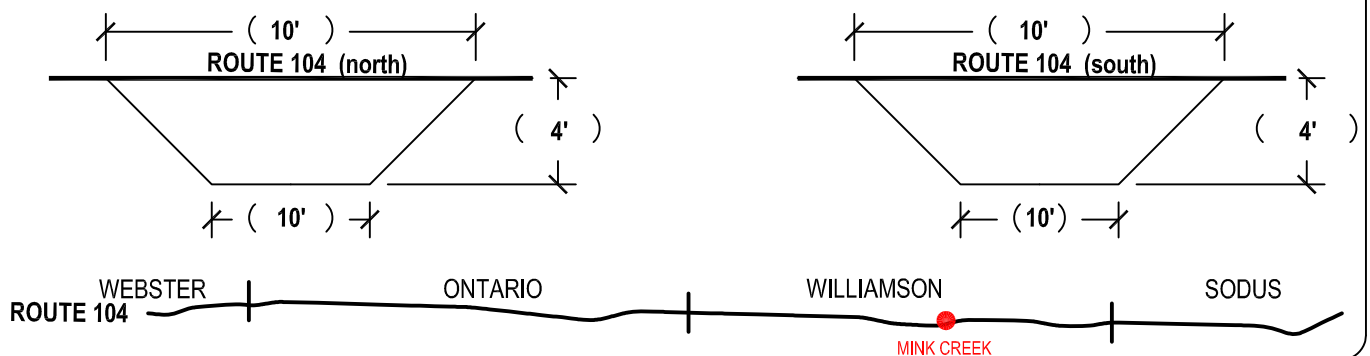 ( 10' )
ROUTE 104 (north)
( 4' )
( 10' )
( 10' )
ROUTE 104 (south)
( 4' )
(10')
WEBSTER ONTARIO WILLIAMSON SODUS
ROUTE 104
MINK CREEK